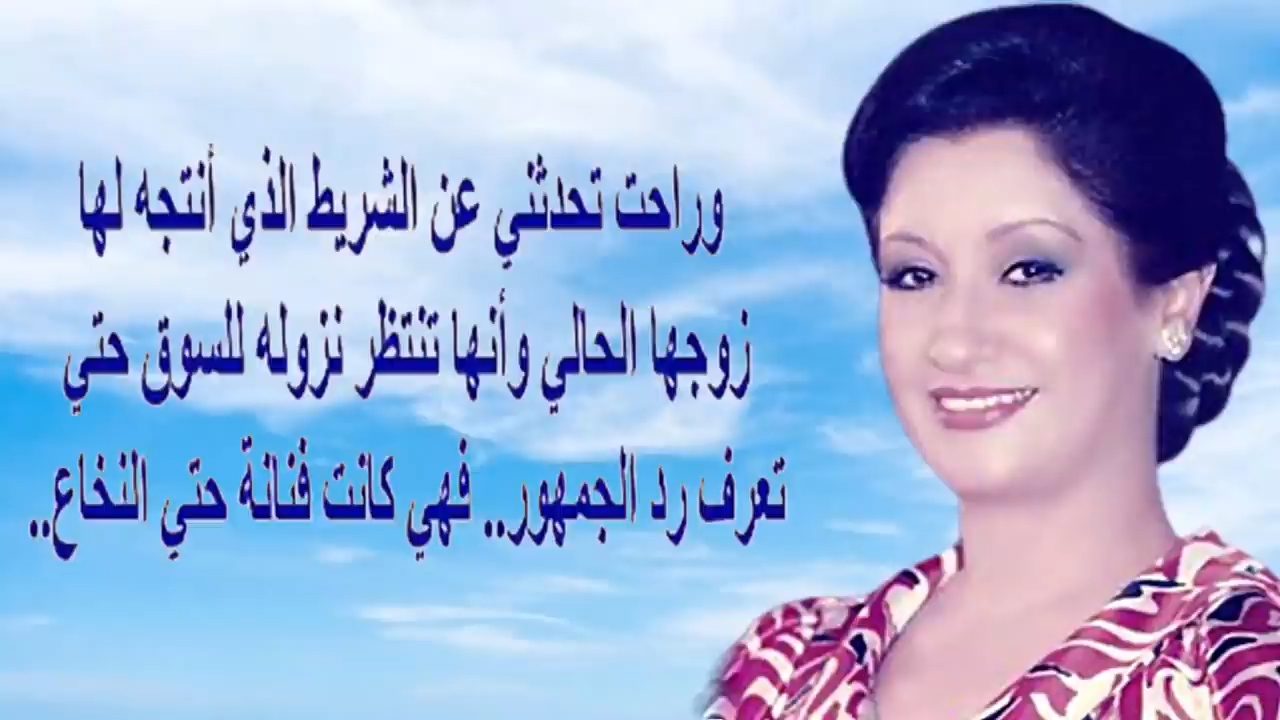 وراحت تحدثني عن الشريط الذي أنتجه لها
زوجها الحالي وأنها تنتظر نزوله للسوق حتي
تعرف رد الجمهور.. فهي كانت فنانة حتي النخاع..